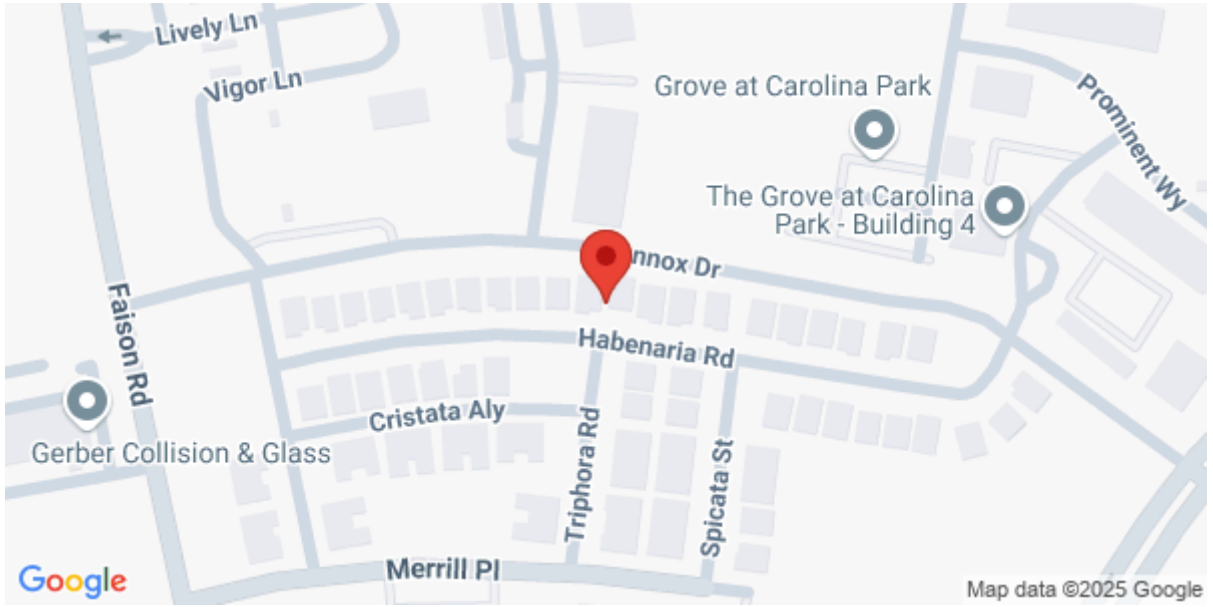 Lively Ln
Vigor Ln
Grove at Carolina Park
Prominent Wy
The Grove at Carolina
Park - Building 4
nnox Dr
Faison Rd
Habenaria Rd
Cristata Aly
Gerber Collision & Glass
Triphora Rd
Spicata St
Merrill Pl
Google
Map data ©2025 Google